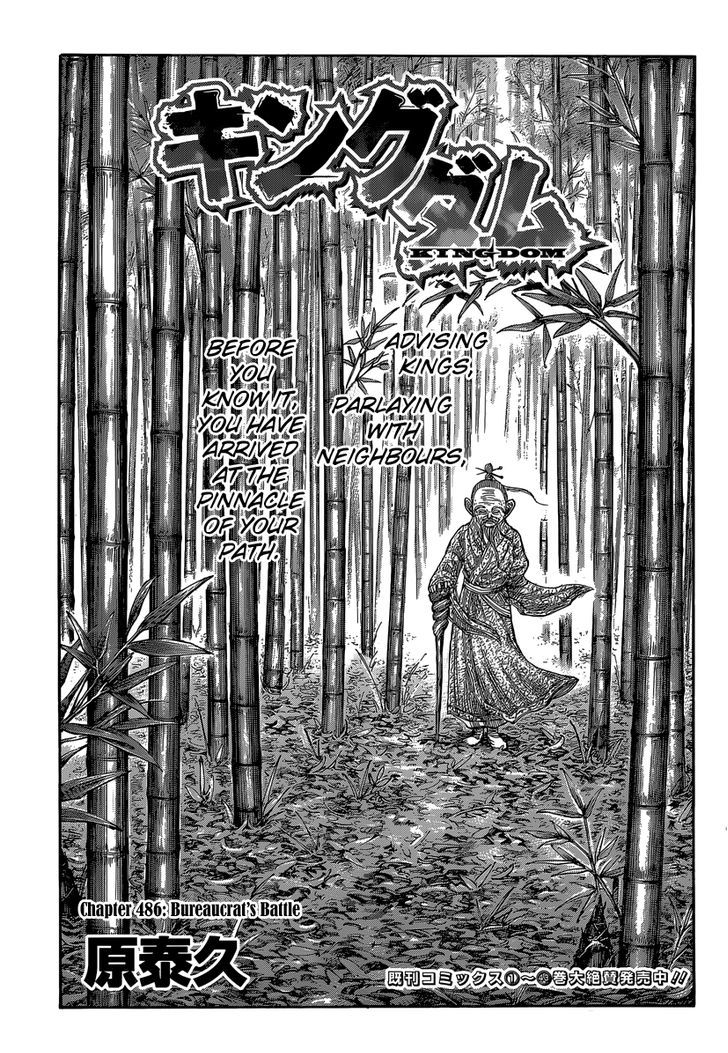 キングダム
KINGDOM
ADVISING
KINGS,
PARLAYING
WITH
NEIGHBOURS,
BEFORE
YOU
KNOW IT,
YOU HAVE
ARRIVED
AT THE
PINNACLE
OF YOUR
PATH.
Chapter 486: Bureaucrat's Battle
原泰久
既刊コミックス ～ 巻大絶賛発売中!!